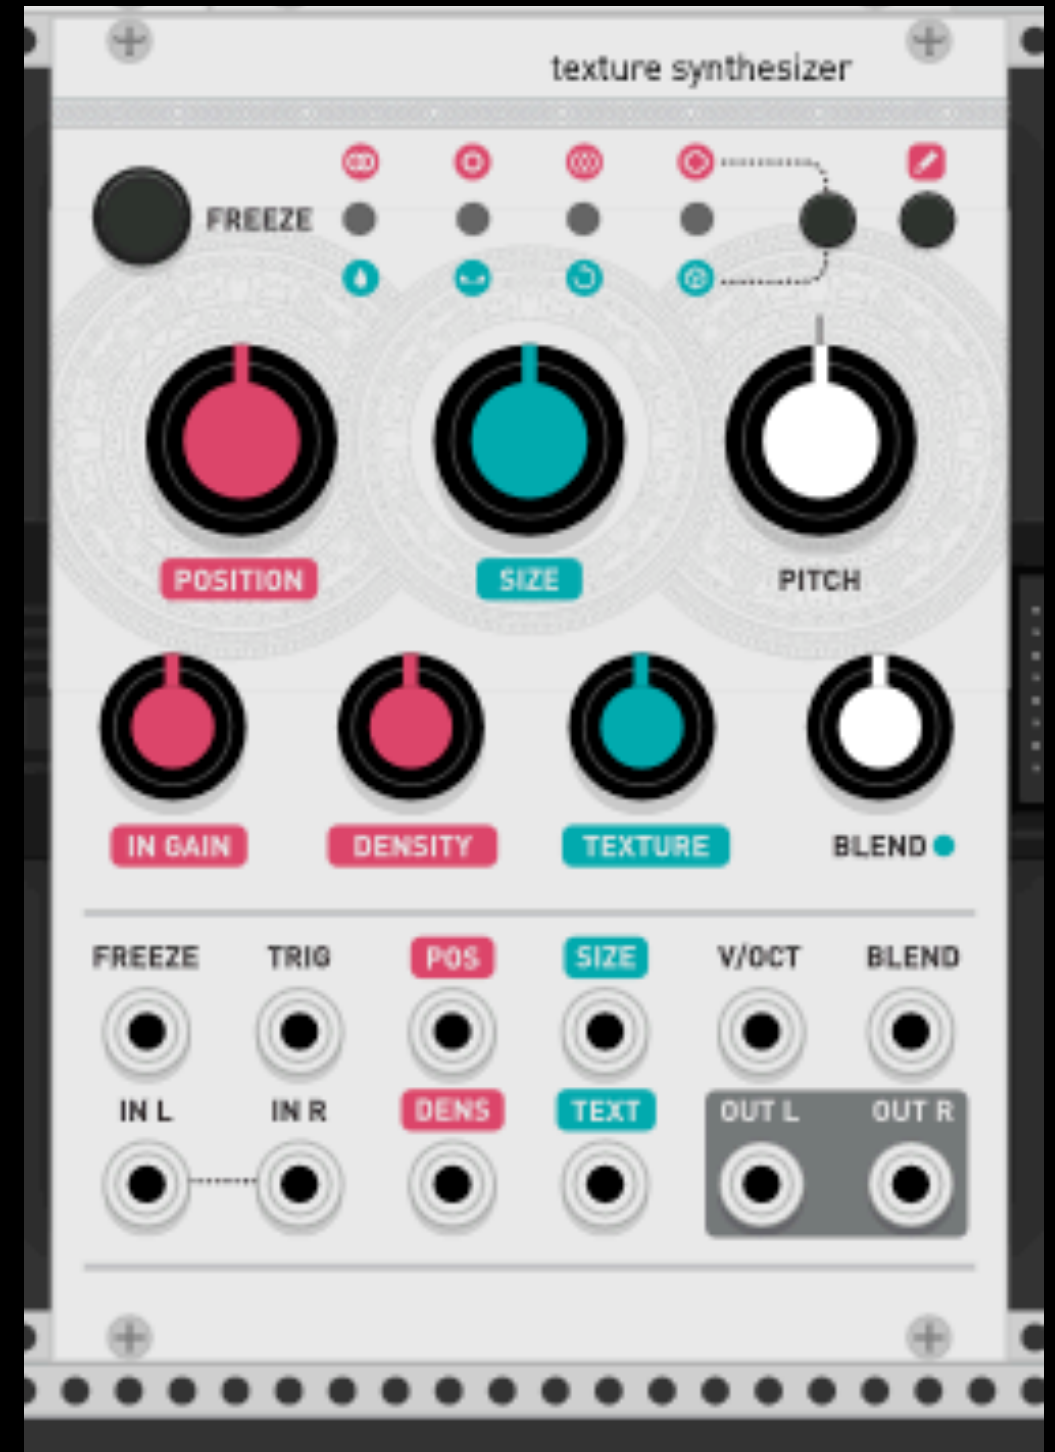 texture synthesizer
FREEZE
POSITION SIZE PITCH
IN GAIN DENSITY TEXTURE BLEND
FREEZE TRIG POS SIZE V/OCT BLEND
IN L IN R DENS TEXT OUT L OUT R